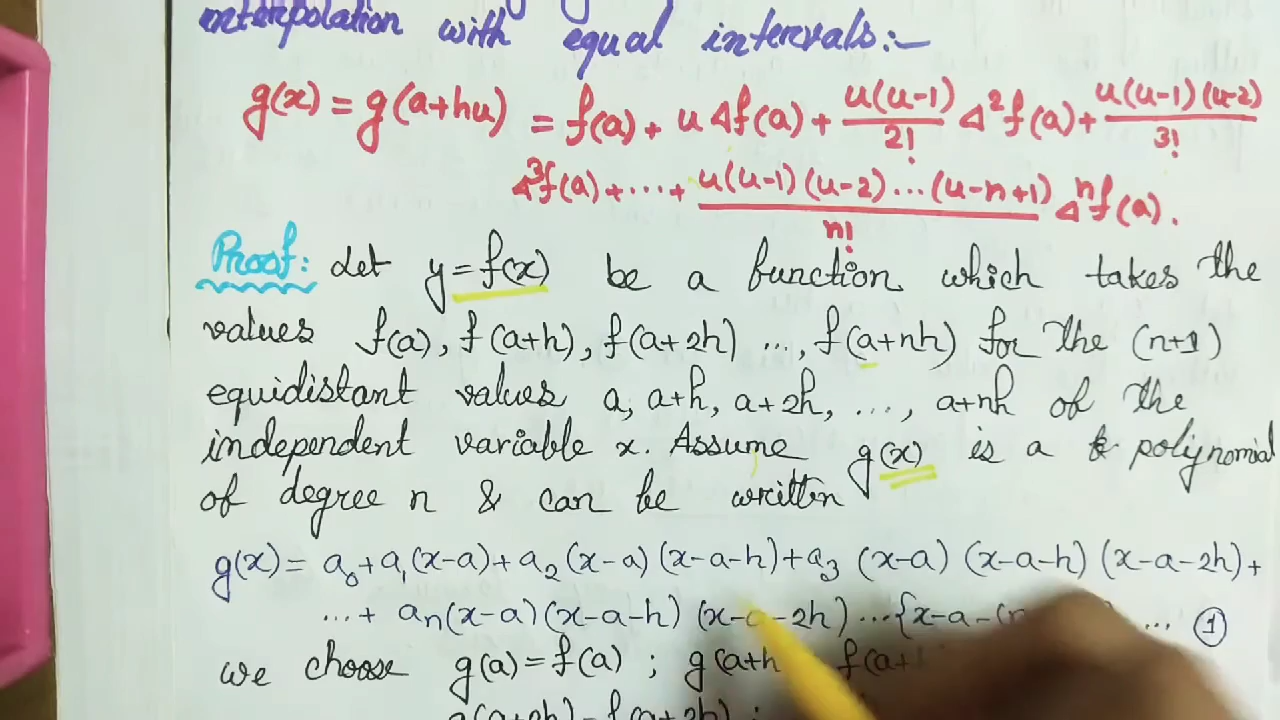 interpolation with equal intervals:-
g(x) = g(a+hu) = f(a) + u Δf(a) + u(u-1)/2! Δ²f(a) + u(u-1)(u-2)/3!
Δ³f(a) + ... + u(u-1)(u-2)...(u-n+1)/n! Δⁿf(a).
Proof: Let y = f(x) be a function which takes the
values f(a), f(a+h), f(a+2h) ..., f(a+nh) for the (n+1)
equidistant values a, a+h, a+2h, ..., a+nh of the
independent variable x. Assume g(x) is a polynomial
of degree n & can be written
g(x) = a₀+a₁(x-a)+a₂(x-a)(x-a-h)+a₃(x-a)(x-a-h)(x-a-2h)+
...+ aₙ(x-a)(x-a-h)(x-a-2h)...{x-a-( ... ①
we choose g(a) = f(a) ; g(a+h f(a+
g(a+2h) = f(a+2h) ;